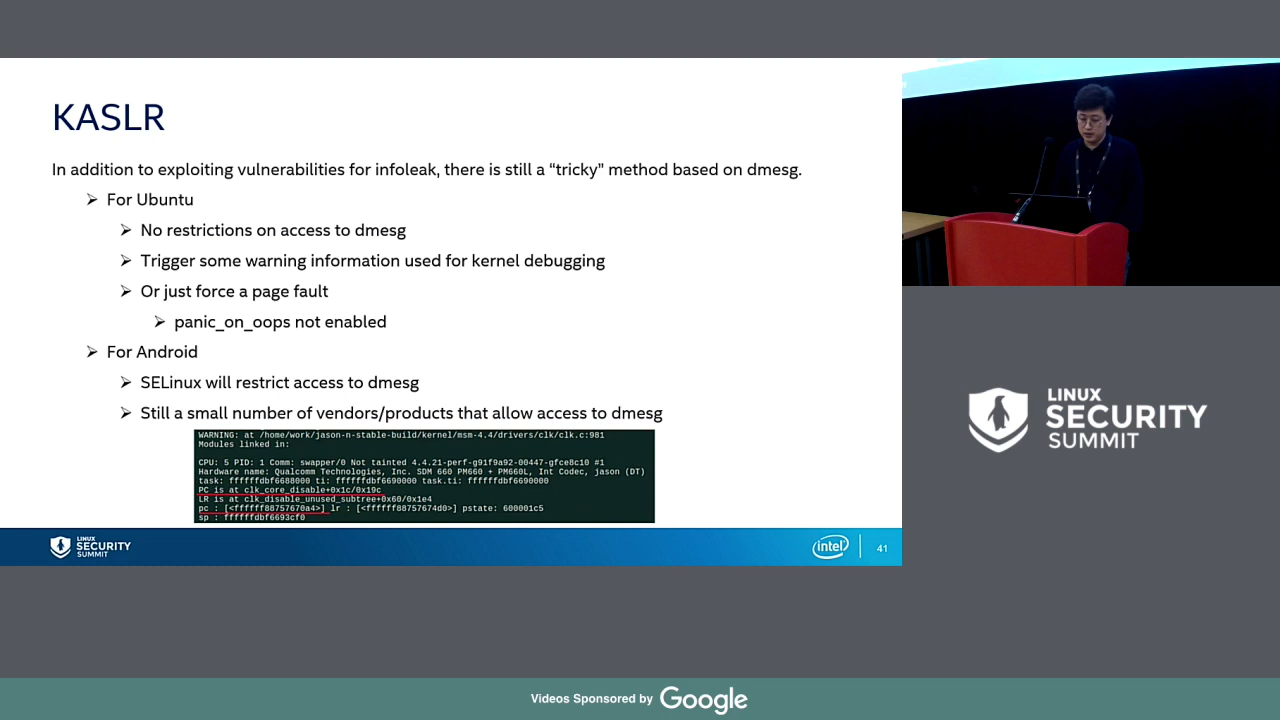 KASLR
In addition to exploiting vulnerabilities for infoleak, there is still a “tricky” method based on dmesg.
➢ For Ubuntu
➢ No restrictions on access to dmesg
➢ Trigger some warning information used for kernel debugging
➢ Or just force a page fault
➢ panic_on_oops not enabled
➢ For Android
➢ SELinux will restrict access to dmesg
➢ Still a small number of vendors/products that allow access to dmesg
WARNING: at /home/work/jason-n-stable-build/kernel/msm-4.4/drivers/clk/clk.c:981
Modules linked in:
CPU: 5 PID: 1 Comm: swapper/0 Not tainted 4.4.21-perf-g91f9a92-00447-gfce8c10 #1
Hardware name: Qualcomm Technologies, Inc. SDM 660 PM660 + PM660L, Int Codec, jason (DT)
task: ffffffdbf6688000 ti: ffffffdbf6690000 task.ti: ffffffdbf6690000
PC is at clk_core_disable+0x1c/0x19c
LR is at clk_disable_unused_subtree+0x60/0x1e4
pc : [<ffffff88757670a4>] lr : [<ffffff88757674d0>] pstate: 600001c5
sp : ffffffdbf6693cf0
LINUX
SECURITY
SUMMIT
intel
41
LINUX
SECURITY
SUMMIT
Videos Sponsored by Google